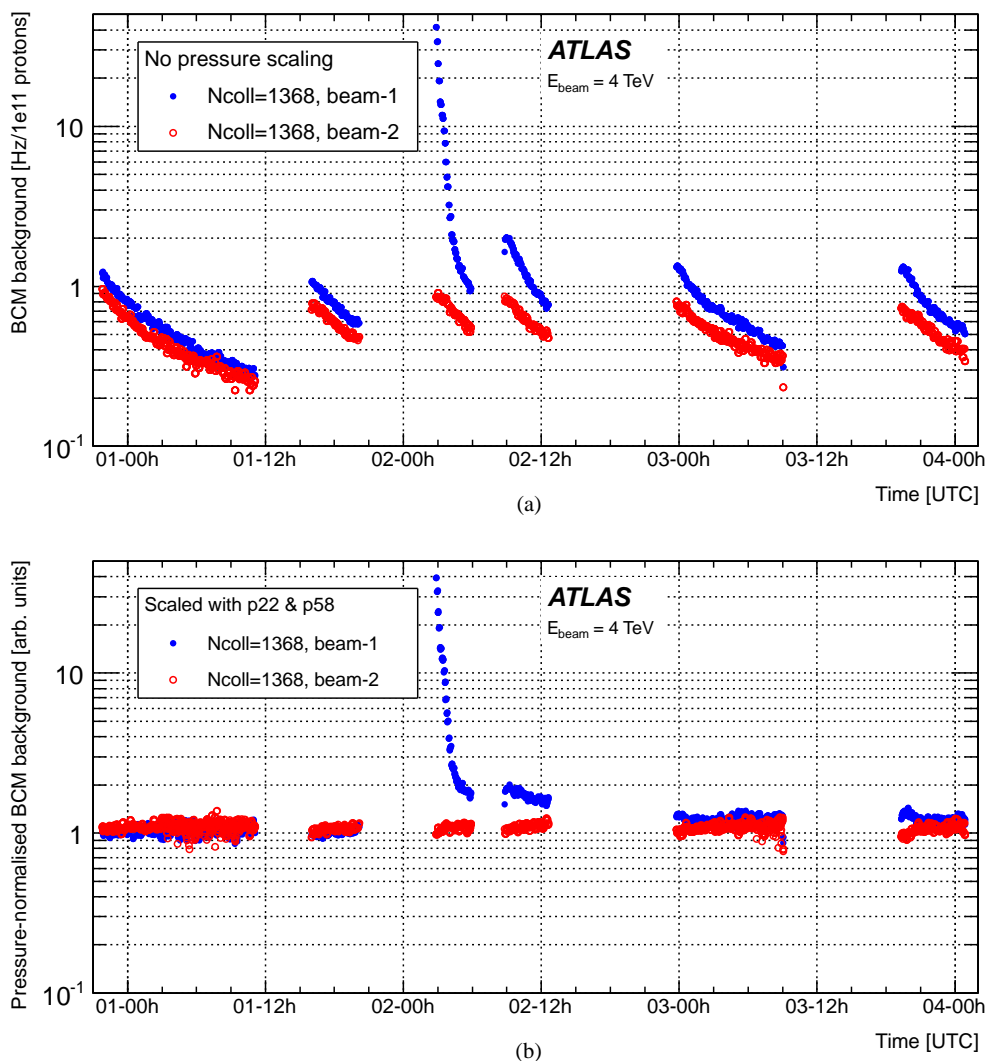 BCM background [Hz/1e11 protons]
No pressure scaling
Ncoll=1368, beam-1
Ncoll=1368, beam-2
ATLAS
E_beam = 4 TeV
10
1
10^-1
01-00h 01-12h 02-00h 02-12h 03-00h 03-12h 04-00h
Time [UTC]
(a)
Pressure-normalised BCM background [arb. units]
Scaled with p22 & p58
Ncoll=1368, beam-1
Ncoll=1368, beam-2
ATLAS
E_beam = 4 TeV
10
1
10^-1
01-00h 01-12h 02-00h 02-12h 03-00h 03-12h 04-00h
Time [UTC]
(b)